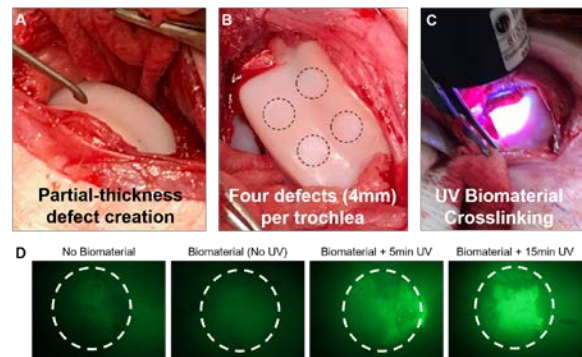 A
B
C
Partial-thickness
defect creation
Four defects (4mm)
per trochlea
UV Biomaterial
Crosslinking
D
No Biomaterial
Biomaterial (No UV)
Biomaterial + 5min UV
Biomaterial + 15min UV